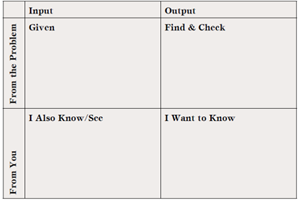 Input
Output
From the Problem
Given
Find & Check
From You
I Also Know/See
I Want to Know